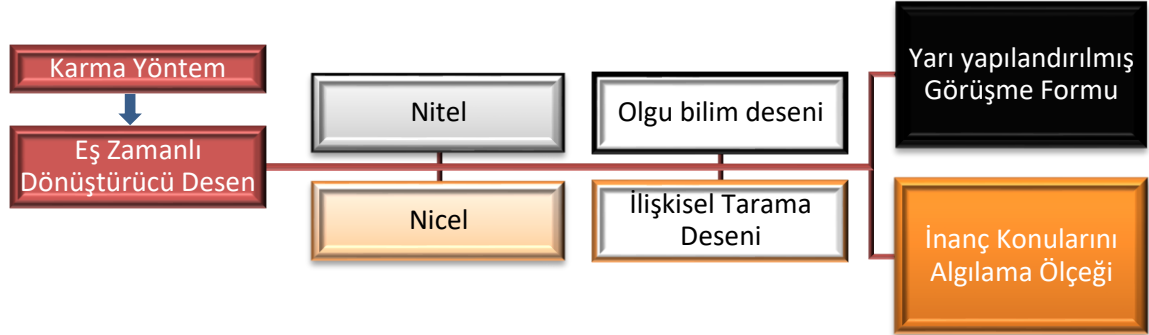 Karma Yöntem
Eş Zamanlı
Dönüştürücü Desen
Nitel
Nicel
Olgu bilim deseni
İlişkisel Tarama
Deseni
Yarı yapılandırılmış
Görüşme Formu
İnanç Konularını
Algılama Ölçeği